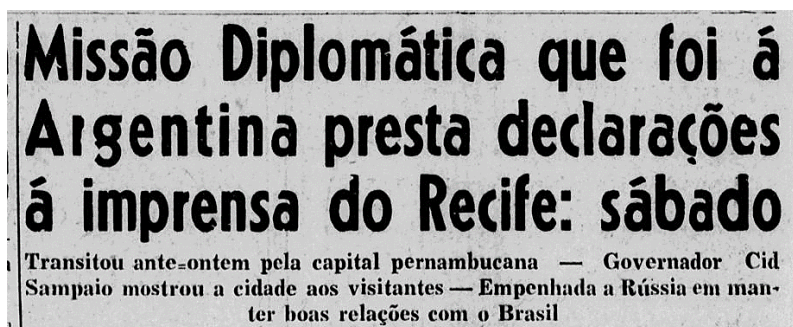 Missão Diplomática que foi á
Argentina presta declarações
á imprensa do Recife: sábado
Transitou ante=ontem pela capital pernambucana — Governador Cid
Sampaio mostrou a cidade aos visitantes — Empenhada a Rússia em man-
ter boas relações com o Brasil